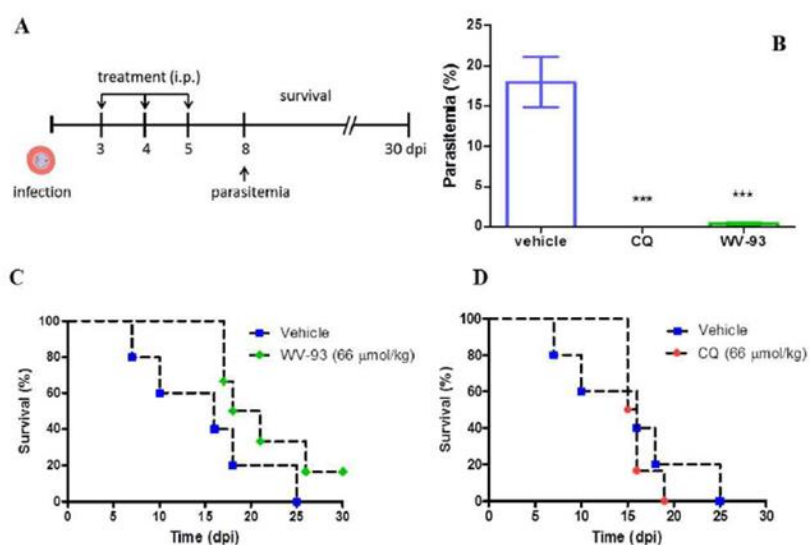 A
treatment (i.p.)
survival
3 4 5 8 30 dpi
infection
parasitemia
B
Parasitemia (%)
25
20
15
10
5
0
***
***
vehicle CQ WV-93
C
Survival (%)
100
80
60
40
20
0
Vehicle
WV-93 (66 μmol/kg)
0 5 10 15 20 25 30
Time (dpi)
D
Survival (%)
100
80
60
40
20
0
Vehicle
CQ (66 μmol/kg)
0 5 10 15 20 25 30
Time (dpi)